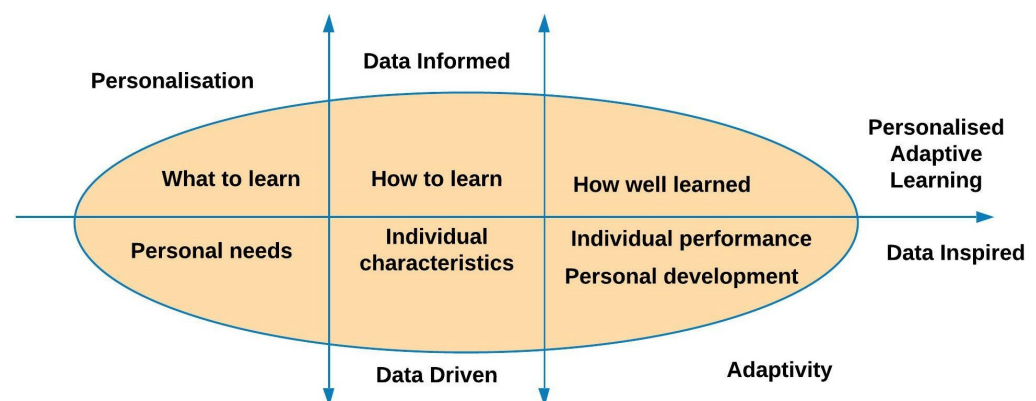 Data Informed
Personalisation
Personalised
Adaptive
Learning
What to learn
How to learn
How well learned
Personal needs
Individual
characteristics
Individual performance
Personal development
Data Inspired
Data Driven
Adaptivity